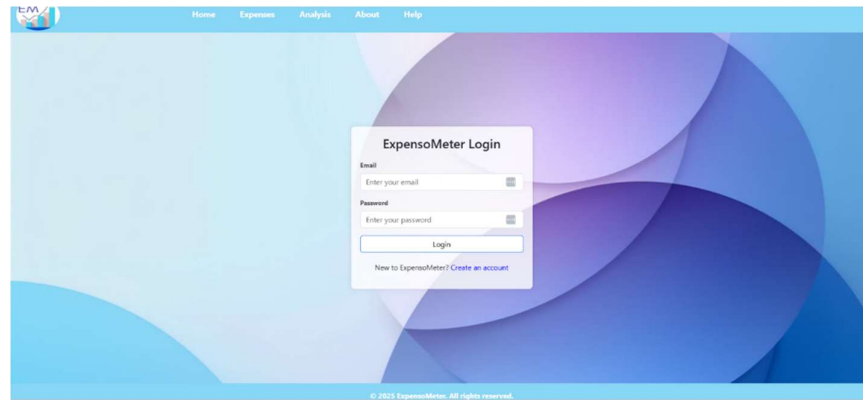 EM
Home Expenses Analysis About Help
ExpensoMeter Login
Email
Enter your email
Password
Enter your password
Login
New to ExpensoMeter? Create an account
© 2025 ExpensoMeter. All rights reserved.